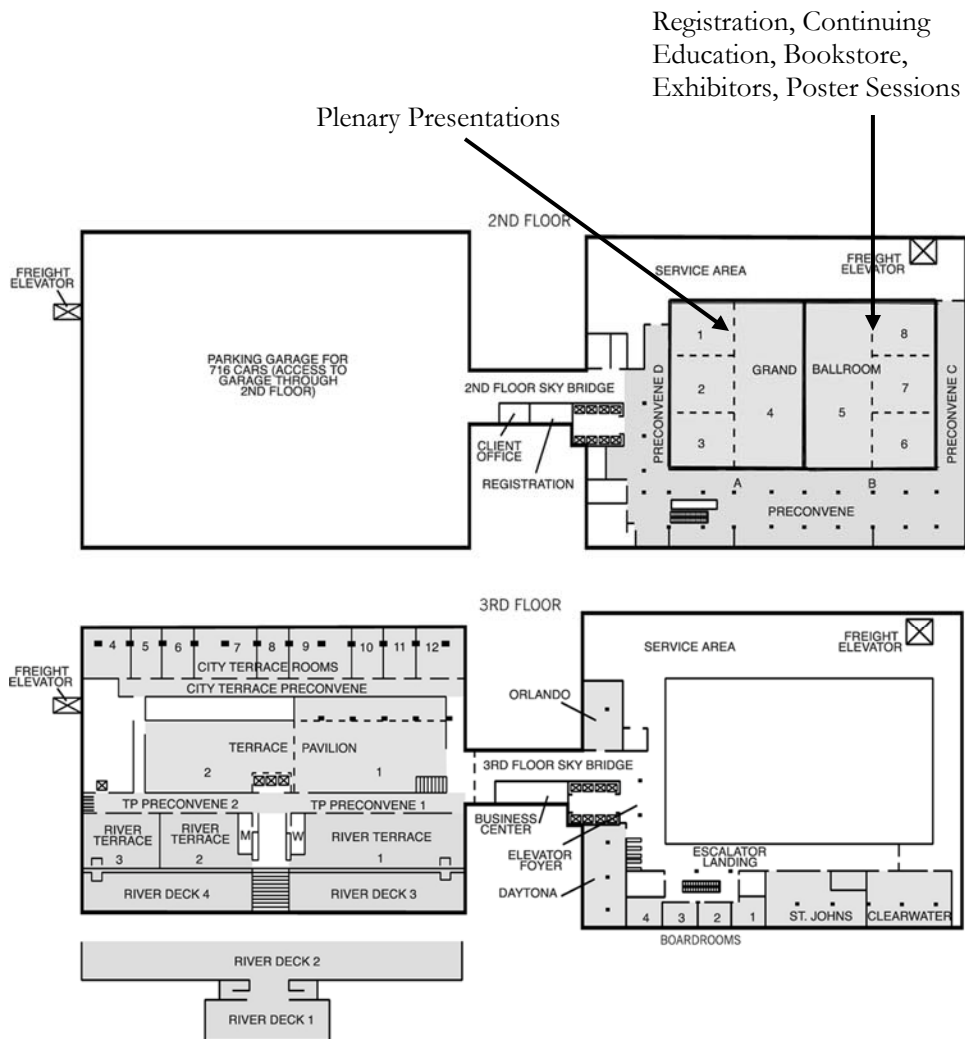 Registration, Continuing
Education, Bookstore,
Exhibitors, Poster Sessions
Plenary Presentations
2ND FLOOR
FREIGHT
ELEVATOR
SERVICE AREA
FREIGHT
ELEVATOR
PARKING GARAGE FOR
716 CARS (ACCESS TO
GARAGE THROUGH
2ND FLOOR)
2ND FLOOR SKY BRIDGE
CLIENT
OFFICE
REGISTRATION
PRECONVENE D
1
2
3
GRAND
4
BALLROOM
5
8
7
6
PRECONVENE C
A
B
PRECONVENE
3RD FLOOR
4
5
6
7
8
9
10
11
12
CITY TERRACE ROOMS
CITY TERRACE PRECONVENE
FREIGHT
ELEVATOR
TERRACE
PAVILION
2
1
TP PRECONVENE 2
TP PRECONVENE 1
RIVER
TERRACE
3
RIVER
TERRACE
2
M
W
RIVER TERRACE
1
RIVER DECK 4
RIVER DECK 3
RIVER DECK 2
RIVER DECK 1
SERVICE AREA
FREIGHT
ELEVATOR
ORLANDO
3RD FLOOR SKY BRIDGE
BUSINESS
CENTER
ELEVATOR
FOYER
DAYTONA
ESCALATOR
LANDING
4
3
2
1
BOARDROOMS
ST. JOHNS
CLEARWATER